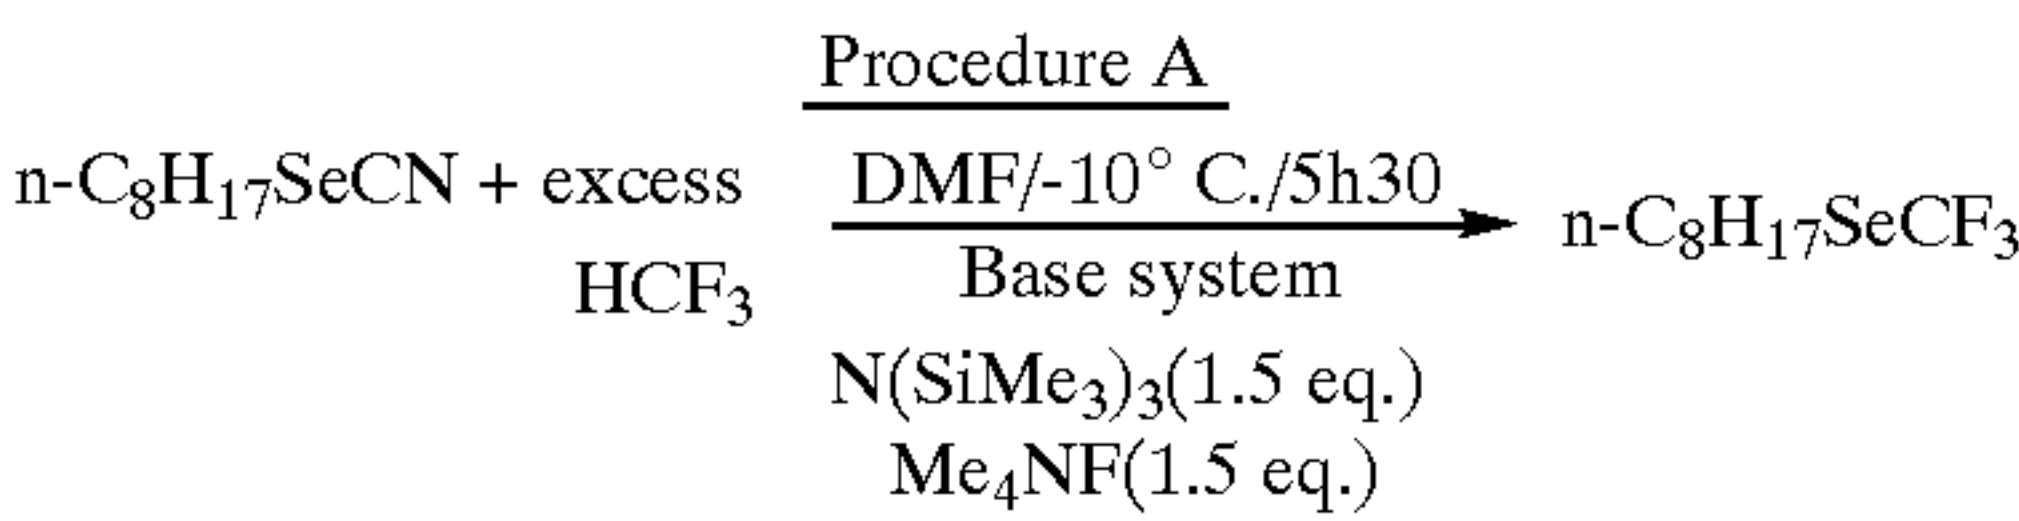 Procedure A
n-C₈H₁₇SeCN + excess
HCF₃
DMF/-10° C./5h30
Base system
N(SiMe₃)₃(1.5 eq.)
Me₄NF(1.5 eq.)
n-C₈H₁₇SeCF₃